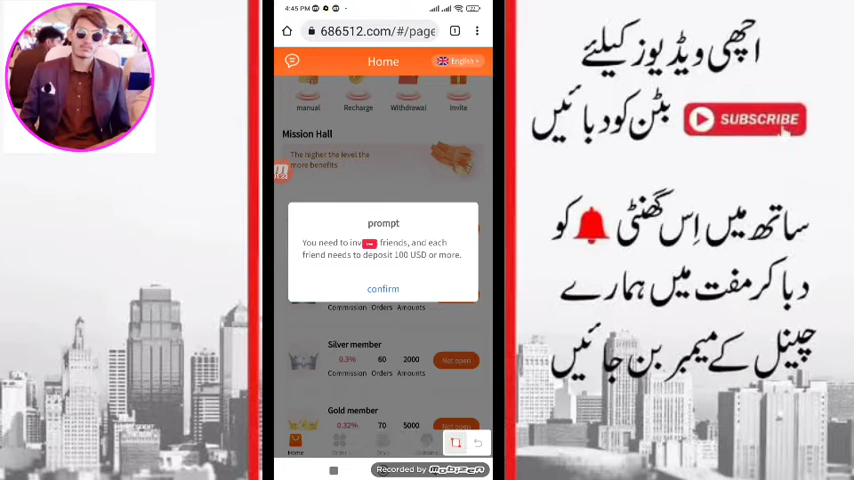 4:45 PM
686512.com/#/page
1
Home
English
manual Recharge Withdrawal Invite
Mission Hall
The higher the level the
more benefits
prompt
You need to inv friends, and each
friend needs to deposit 100 USD or more.
confirm
Commission Orders Amounts
Silver member
0.3% 60 2000
Not open
Commission Orders Amounts
Gold member
0.32% 70 5000
Not open
Home
Recorded by MOBIZEN
اچھی ویڈیوز کیلئے
بٹن کو دبائیں
SUBSCRIBE
ساتھ میں اِس گھنٹی کو
دبا کر مفت میں ہمارے
چینل کے میمبر بن جائیں